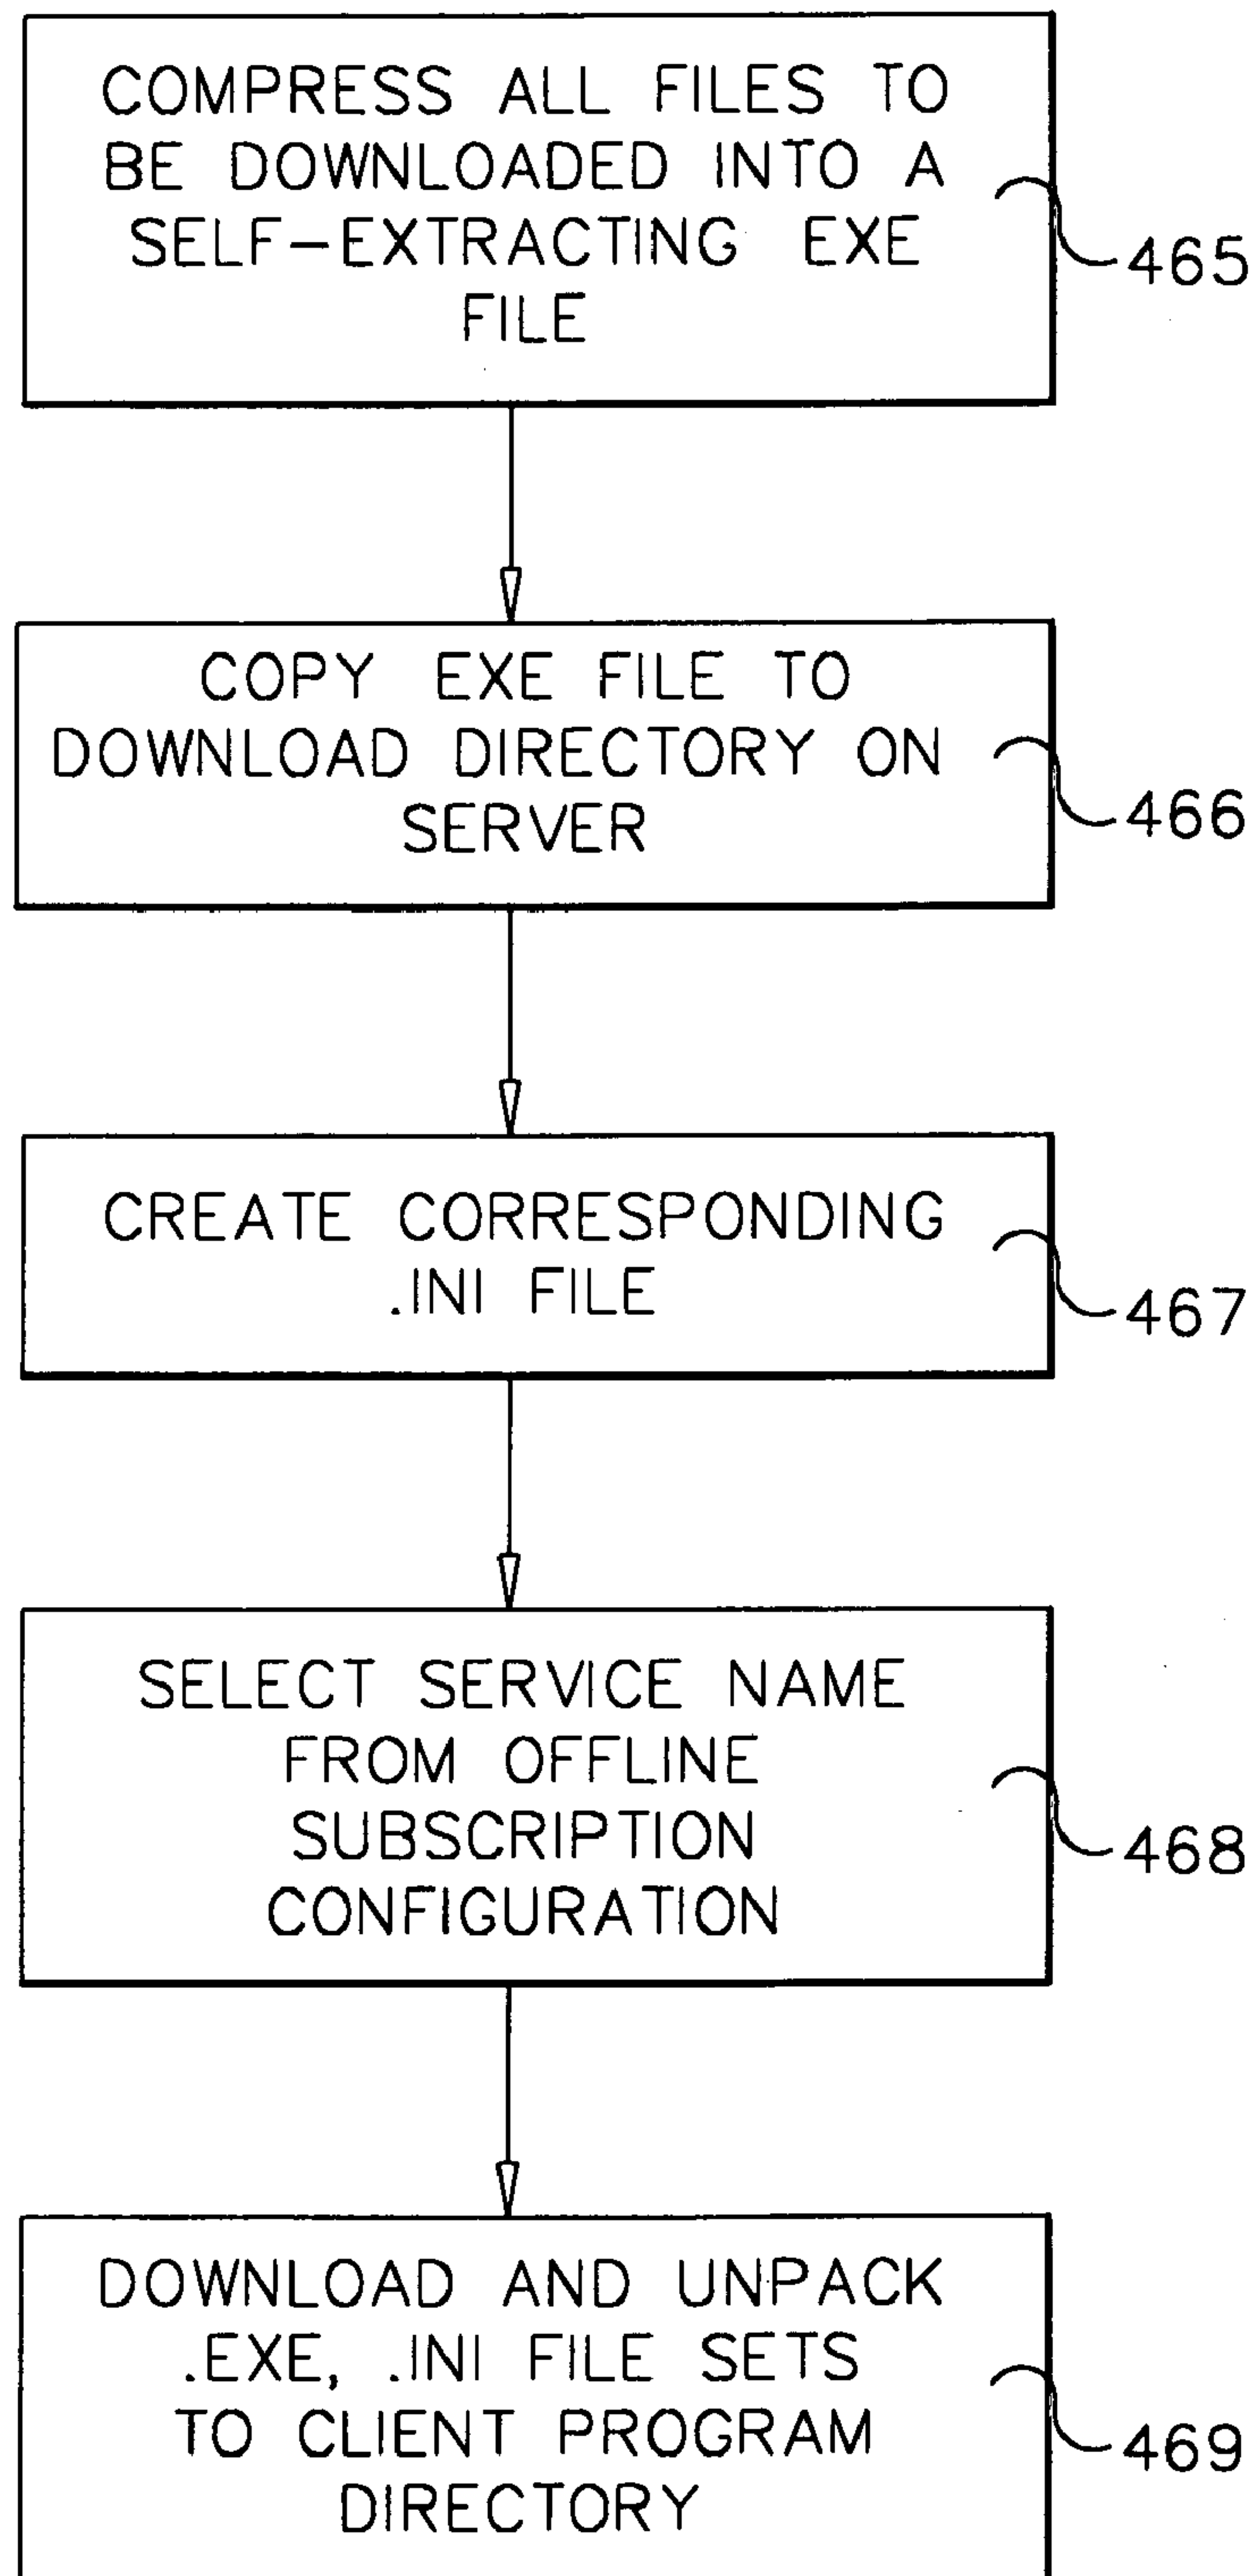 COMPRESS ALL FILES TO
BE DOWNLOADED INTO A
SELF-EXTRACTING EXE
FILE
465
COPY EXE FILE TO
DOWNLOAD DIRECTORY ON
SERVER
466
CREATE CORRESPONDING
.INI FILE
467
SELECT SERVICE NAME
FROM OFFLINE
SUBSCRIPTION
CONFIGURATION
468
DOWNLOAD AND UNPACK
.EXE, .INI FILE SETS
TO CLIENT PROGRAM
DIRECTORY
469